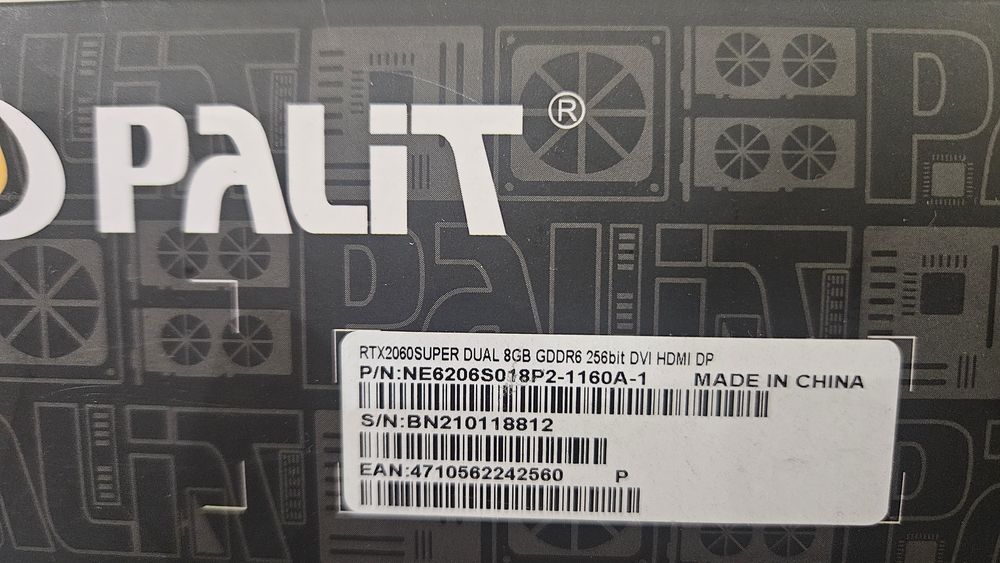 PALiT®
RTX2060SUPER DUAL 8GB GDDR6 256bit DVI HDMI DP
P/N:NE6206S018P2-1160A-1 MADE IN CHINA
S/N:BN210118812
EAN:4710562242560 P